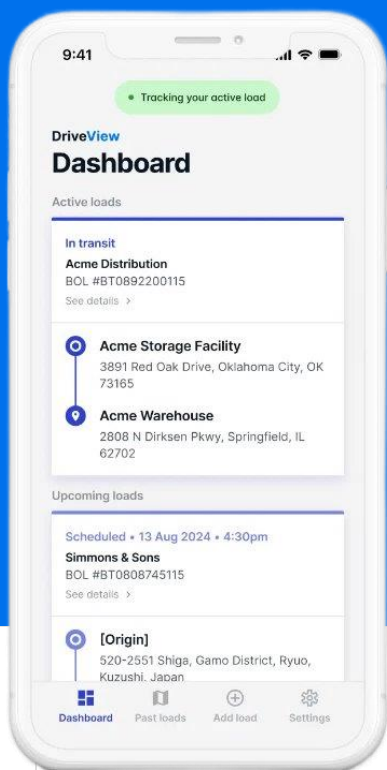 9:41
Tracking your active load
DriveView
Dashboard
Active loads
In transit
Acme Distribution
BOL #BT0892200115
See details >
Acme Storage Facility
3891 Red Oak Drive, Oklahoma City, OK
73165
Acme Warehouse
2808 N Dirksen Pkwy, Springfield, IL
62702
Upcoming loads
Scheduled • 13 Aug 2024 • 4:30pm
Simmons & Sons
BOL #BT0808745115
See details >
[Origin]
520-2551 Shiga, Gamo District, Ryuo,
Kuzushi, Japan
Dashboard Past loads Add load Settings